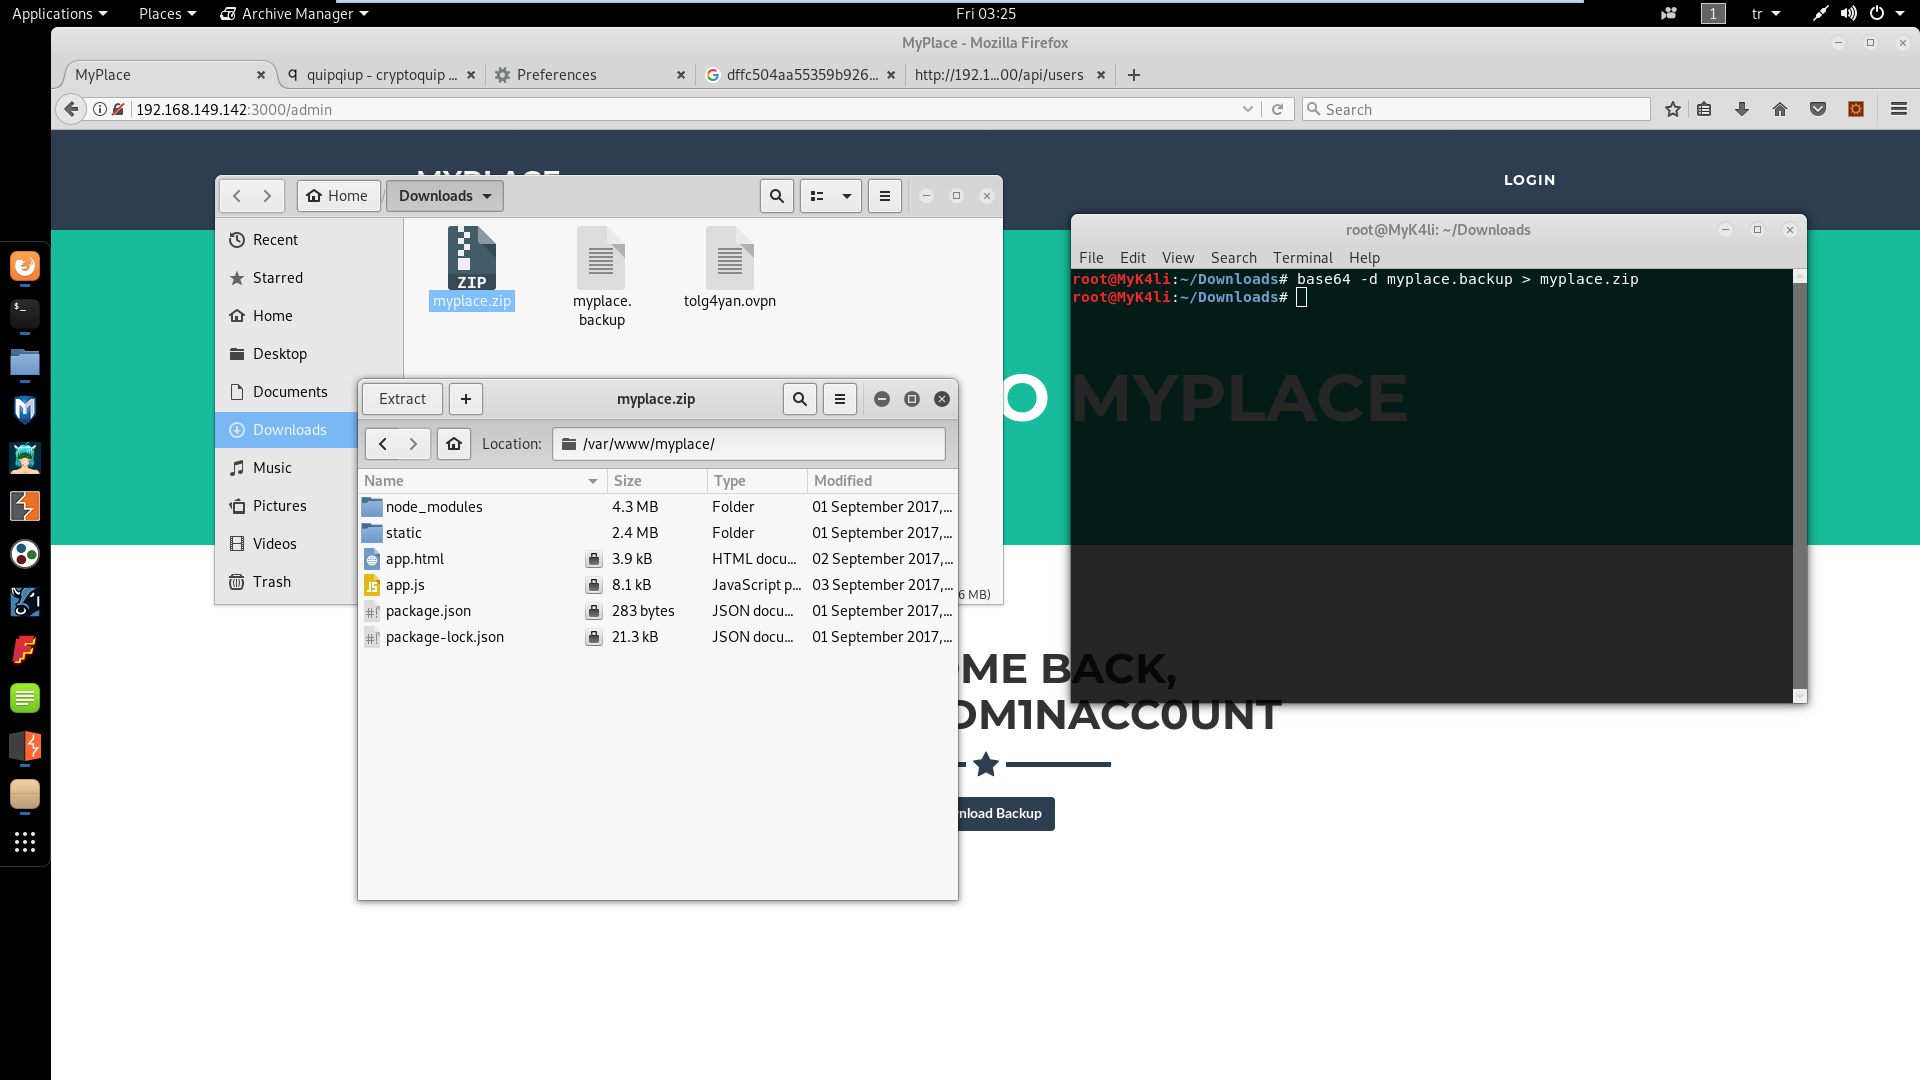 Applications Places Archive Manager Fri 03:25 1 tr
MyPlace - Mozilla Firefox
MyPlace quipqiup - cryptoquip ... Preferences dffc504aa55359b926... http://192.1...00/api/users
192.168.149.142:3000/admin Search
LOGIN
Home Downloads
Recent
Starred
Home
Desktop
Documents
Downloads
Music
Pictures
Videos
Trash
ZIP
myplace.zip
myplace.
backup
tolg4yan.ovpn
6 MB)
Extract myplace.zip
Location: /var/www/myplace/
Name Size Type Modified
node_modules 4.3 MB Folder 01 September 2017,...
static 2.4 MB Folder 01 September 2017,...
app.html 3.9 kB HTML docu... 02 September 2017,...
app.js 8.1 kB JavaScript p... 03 September 2017,...
package.json 283 bytes JSON docu... 01 September 2017,...
package-lock.json 21.3 kB JSON docu... 01 September 2017,...
root@MyK4li: ~/Downloads
File Edit View Search Terminal Help
root@MyK4li:~/Downloads# base64 -d myplace.backup > myplace.zip
root@MyK4li:~/Downloads#
O MYPLACE
OME BACK,
DM1NACC0UNT
nload Backup